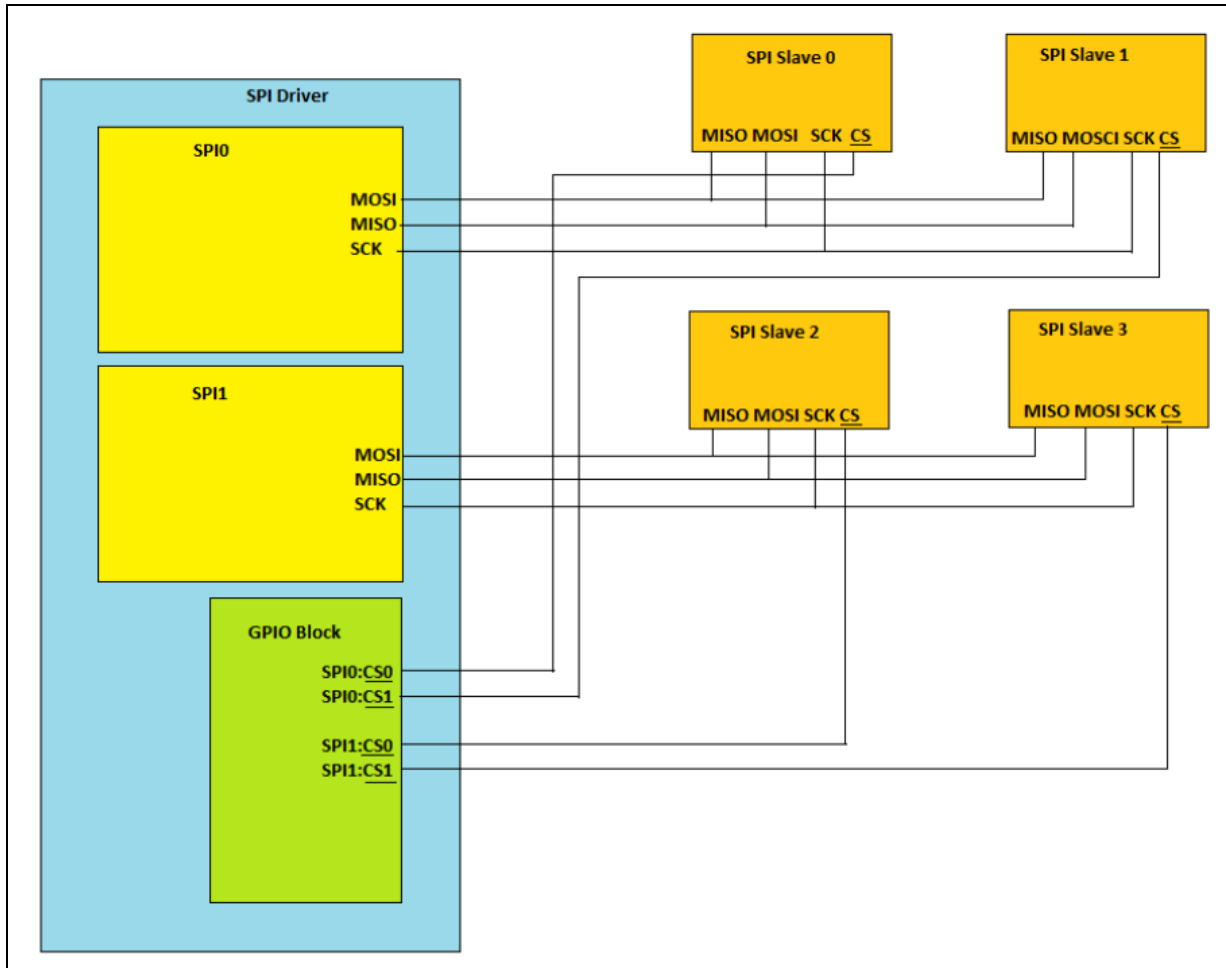 SPI Driver
SPI0
MOSI
MISO
SCK
SPI1
MOSI
MISO
SCK
GPIO Block
SPI0:CS0
SPI0:CS1
SPI1:CS0
SPI1:CS1
SPI Slave 0
MISO MOSI SCK CS
SPI Slave 1
MISO MOSCI SCK CS
SPI Slave 2
MISO MOSI SCK CS
SPI Slave 3
MISO MOSI SCK CS